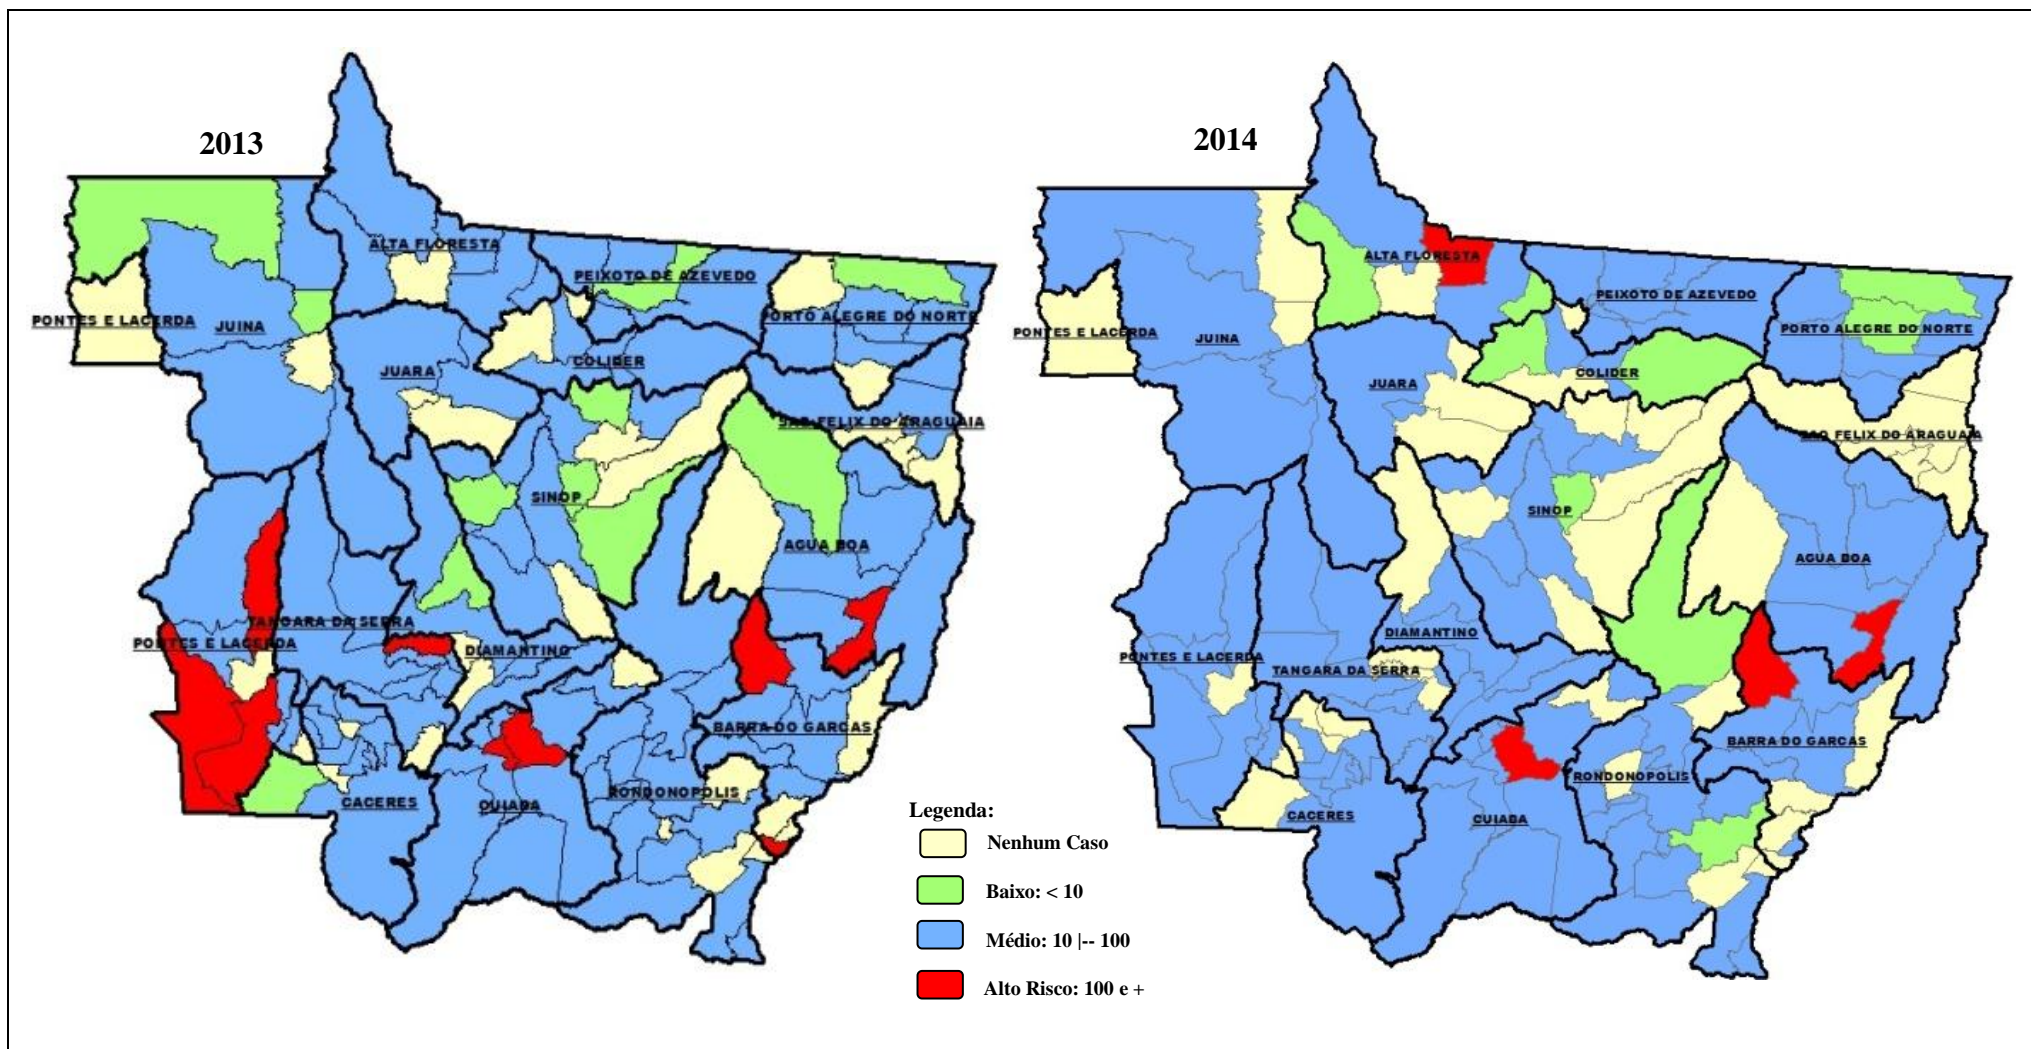 2013
ALTA FLORESTA
PEIXOTO DE AZEVEDO
PONTES E LACERDA
JUINA
PORTO ALEGRE DO NORTE
COLIDER
JUARA
SAO FELIX DO ARAGUAIA
SINOP
AGUA BOA
TANGARA DA SERRA
PONTES E LACERDA
DIAMANTINO
BARRA DO GARCAS
RONDONOPOLIS
CACERES
CUIABA
2014
ALTA FLORESTA
PEIXOTO DE AZEVEDO
PONTES E LACERDA
JUINA
PORTO ALEGRE DO NORTE
COLIDER
JUARA
SAO FELIX DO ARAGUAIA
SINOP
AGUA BOA
DIAMANTINO
PONTES E LACERDA
TANGARA DA SERRA
BARRA DO GARCAS
RONDONOPOLIS
CACERES
CUIABA
Legenda:
Nenhum Caso
Baixo: < 10
Médio: 10 |-- 100
Alto Risco: 100 e +